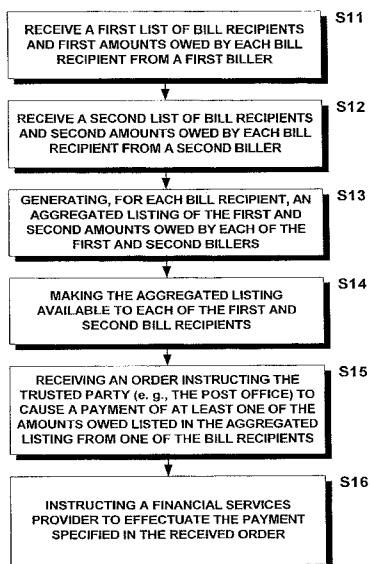 S11
RECEIVE A FIRST LIST OF BILL RECIPIENTS
AND FIRST AMOUNTS OWED BY EACH BILL
RECIPIENT FROM A FIRST BILLER
S12
RECEIVE A SECOND LIST OF BILL RECIPIENTS
AND SECOND AMOUNTS OWED BY EACH BILL
RECIPIENT FROM A SECOND BILLER
S13
GENERATING, FOR EACH BILL RECIPIENT, AN
AGGREGATED LISTING OF THE FIRST AND
SECOND AMOUNTS OWED BY EACH OF THE
FIRST AND SECOND BILLERS
S14
MAKING THE AGGREGATED LISTING
AVAILABLE TO EACH OF THE FIRST AND
SECOND BILL RECIPIENTS
S15
RECEIVING AN ORDER INSTRUCTING THE
TRUSTED PARTY (e. g., THE POST OFFICE) TO
CAUSE A PAYMENT OF AT LEAST ONE OF THE
AMOUNTS OWED LISTED IN THE AGGREGATED
LISTING FROM ONE OF THE BILL RECIPIENTS
S16
INSTRUCTING A FINANCIAL SERVICES
PROVIDER TO EFFECTUATE THE PAYMENT
SPECIFIED IN THE RECEIVED ORDER